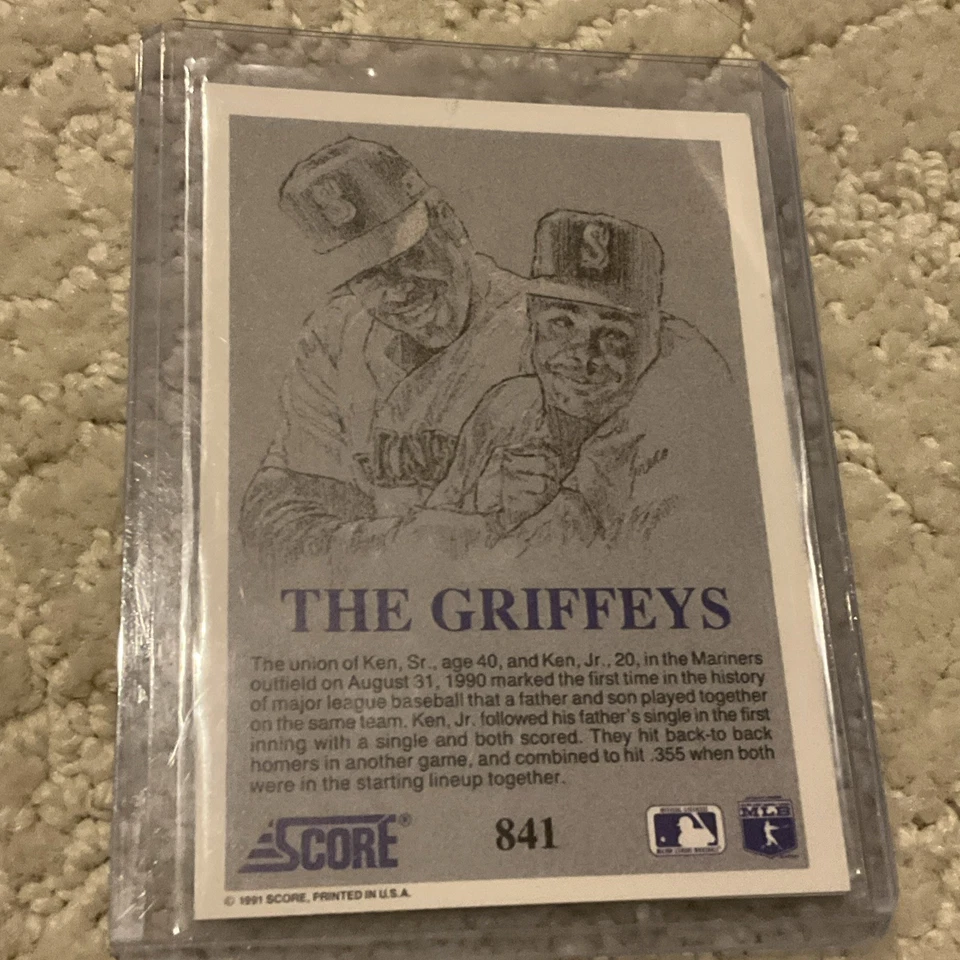 S
S
THE GRIFFEYS
The union of Ken, Sr., age 40, and Ken, Jr., 20, in the Mariners
outfield on August 31, 1990 marked the first time in the history
of major league baseball that a father and son played together
on the same team. Ken, Jr. followed his father's single in the first
inning with a single and both scored. They hit back-to back
homers in another game, and combined to hit .355 when both
were in the starting lineup together.
SCORE®
841
MLB
© 1991 SCORE, PRINTED IN U.S.A.